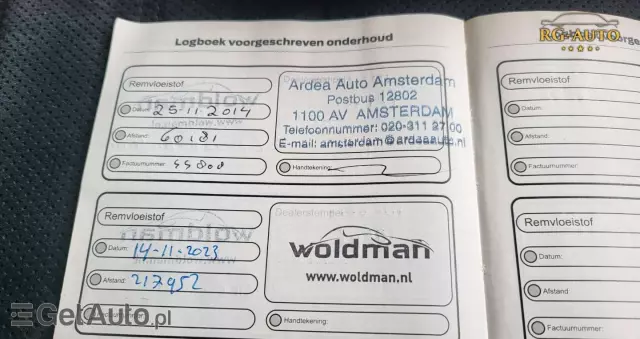 RG-AUTO
Logboek voorgeschreven onderhoud
Remvloeistof
Datum: 25-11-2014
Afstand: 60181
Factuurnummer: 55800
Ardea Auto Amsterdam
Postbus 12802
1100 AV AMSTERDAM
Telefoonnummer: 020-311 27 00
E-mail: amsterdam@ardeaauto.nl
Handtekening:
Remvloeistof
Datum: 14-11-2023
Afstand: 217952
Dealerstempel
woldman
www.woldman.nl
Handtekening:
Remvloeistof
Datum:
Afstand:
Factuurnummer:
Remvloeistof
Datum:
Afstand
Factuurnummer:
GetAuto.pl